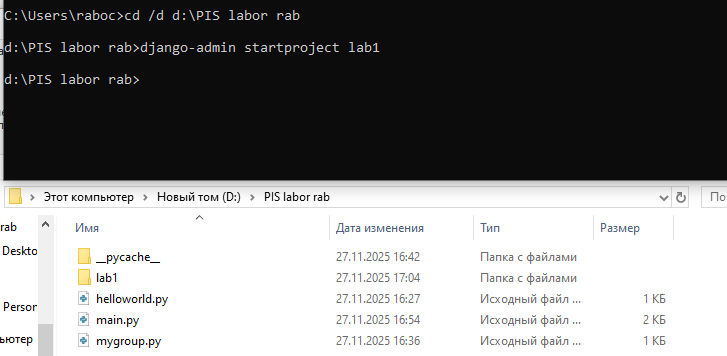 C:\Users\raboc>cd /d d:\PIS labor rab
d:\PIS labor rab>django-admin startproject lab1
d:\PIS labor rab>
Этот компьютер > Новый том (D:) > PIS labor rab
По
rab
Deskto
Person
ьютер
Имя Дата изменения Тип Размер
__pycache__ 27.11.2025 16:42 Папка с файлами
lab1 27.11.2025 17:04 Папка с файлами
helloworld.py 27.11.2025 16:27 Исходный файл ... 1 КБ
main.py 27.11.2025 16:54 Исходный файл ... 2 КБ
mygroup.py 27.11.2025 16:36 Исходный файл ... 1 КБ